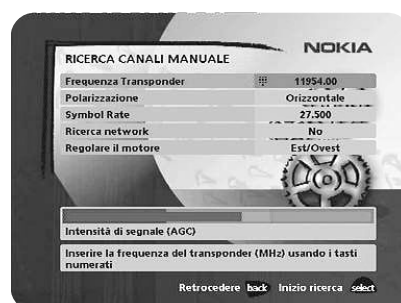 NOKIA
RICERCA CANALI MANUALE
Frequenza Transponder 11954.00
Polarizzazione Orizzontale
Symbol Rate 27.500
Ricerca network No
Regolare il motore Est/Ovest
Intensità di segnale (AGC)
Inserire la frequenza del transponder (MHz) usando i tasti
numerati
Retrocedere back Inizio ricerca select